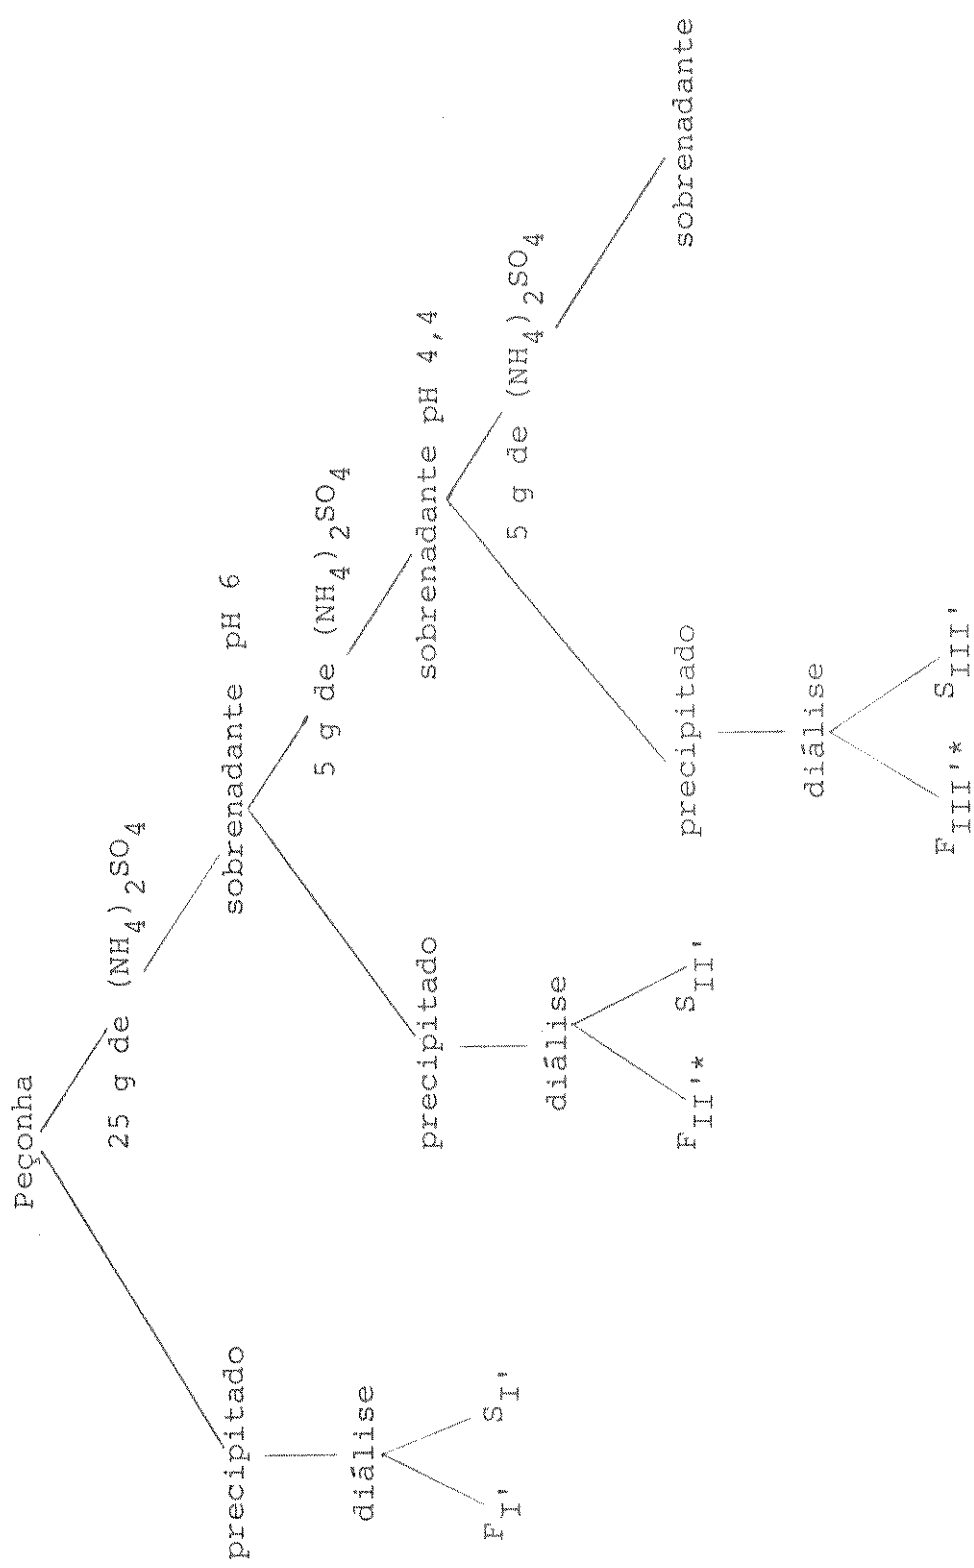 Peçonha
25 g de (NH4)2SO4
precipitado sobrenadante pH 6
diálise 5 g de (NH4)2SO4
FI' SI' precipitado sobrenadante pH 4,4
diálise 5 g de (NH4)2SO4
FII'* SII' precipitado sobrenadante
diálise
FIII'* SIII'